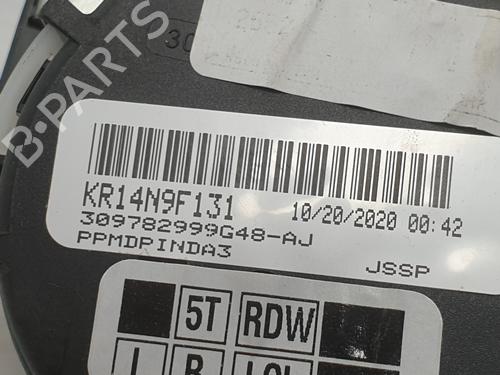 B-PARTS
KR14N9F131 10/20/2020 00:42
309782999G48-AJ
PPMDPINDA3 JSSP
5T RDW